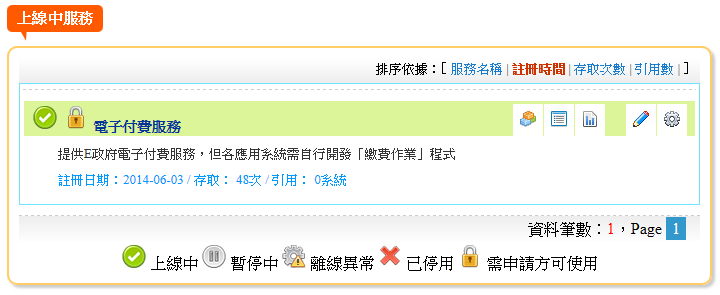 上線中服務
排序依據：[ 服務名稱 | 註冊時間 | 存取次數 | 引用數 | ]
電子付費服務
提供E政府電子付費服務，但各應用系統需自行開發「繳費作業」程式
註冊日期：2014-06-03 / 存取： 48次 / 引用： 0系統
資料筆數：1，Page 1
上線中 暫停中 離線異常 已停用 需申請方可使用